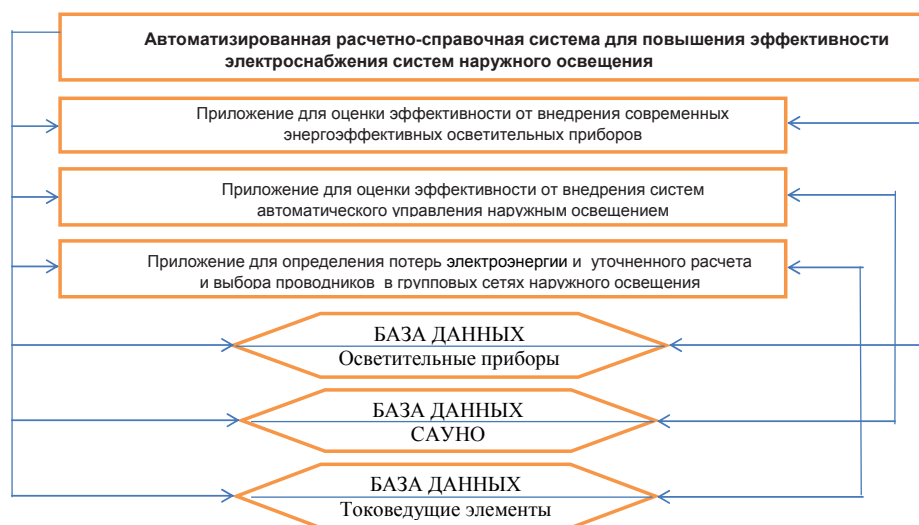 Автоматизированная расчетно-справочная система для повышения эффективности
электроснабжения систем наружного освещения
Приложение для оценки эффективности от внедрения современных
энергоэффективных осветительных приборов
Приложение для оценки эффективности от внедрения систем
автоматического управления наружным освещением
Приложение для определения потерь электроэнергии и уточненного расчета
и выбора проводников в групповых сетях наружного освещения
БАЗА ДАННЫХ
Осветительные приборы
БАЗА ДАННЫХ
САУНО
БАЗА ДАННЫХ
Токоведущие элементы